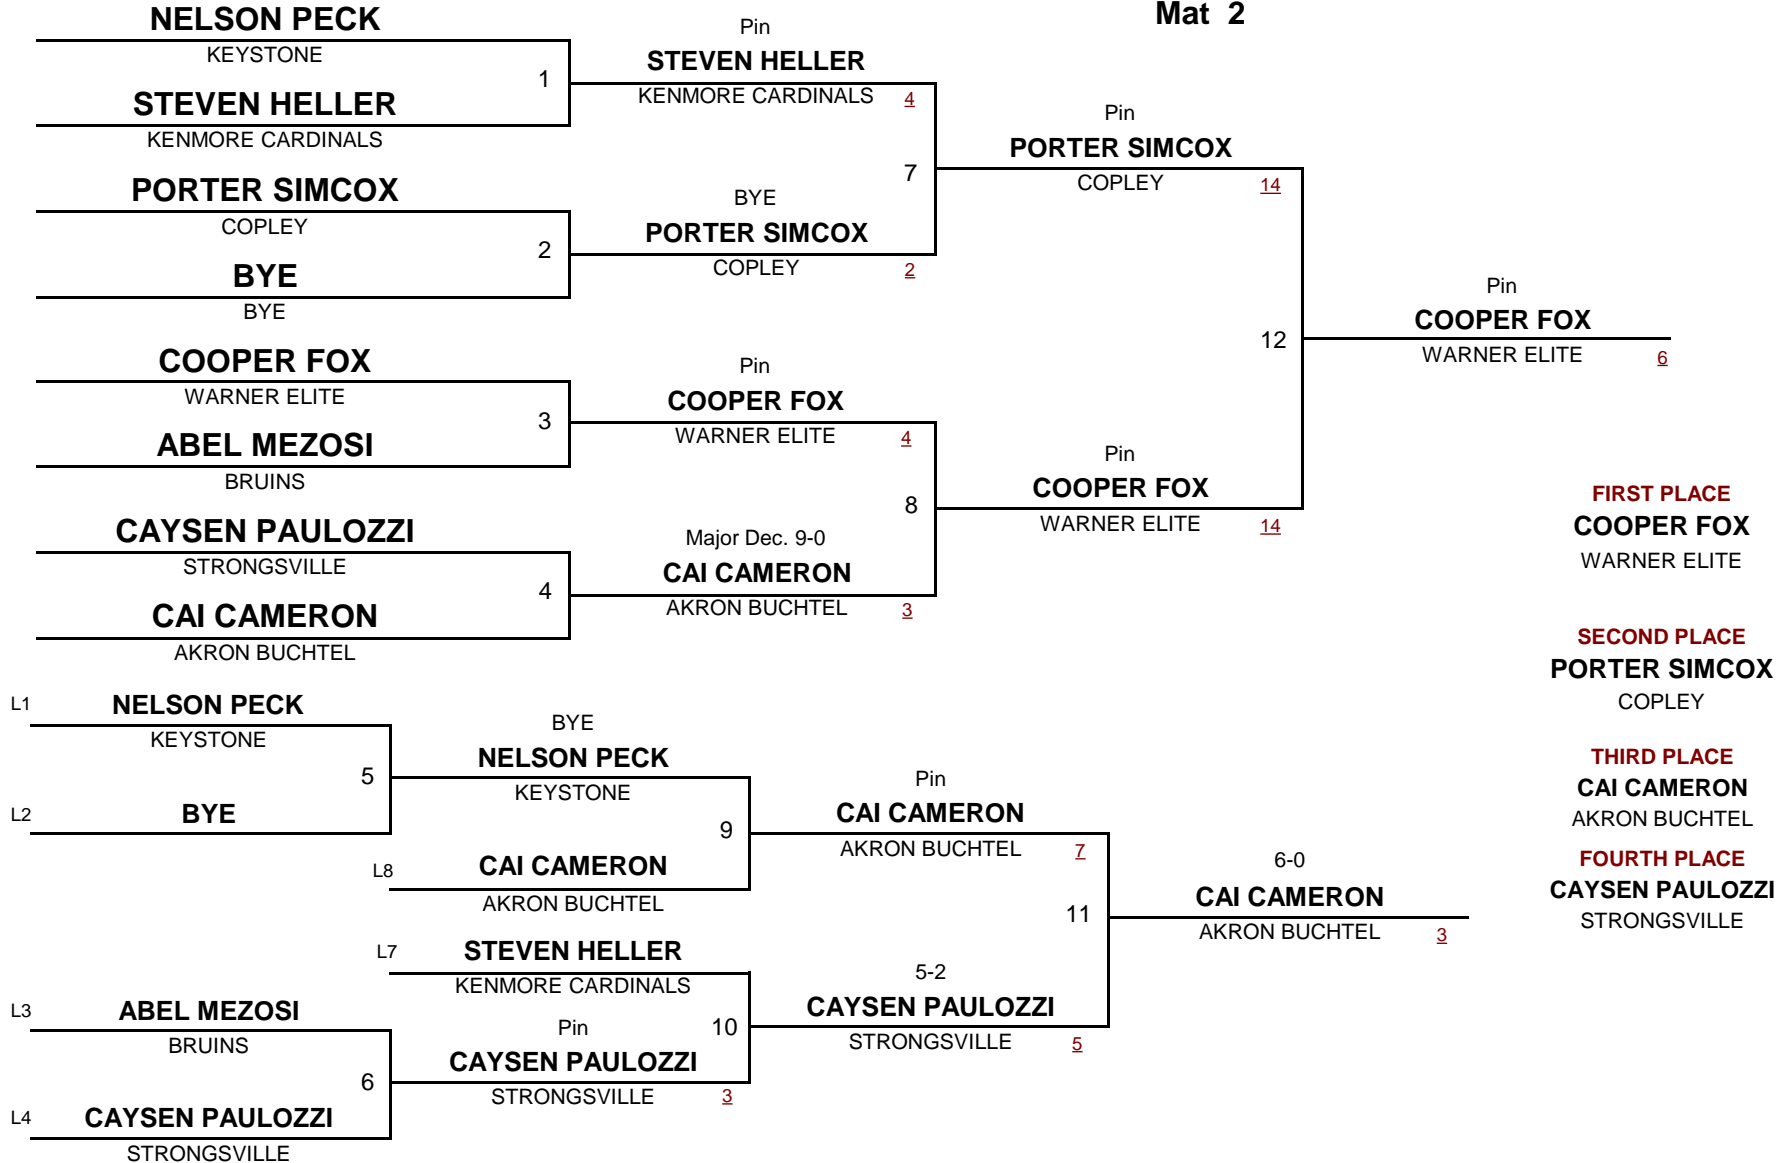 Mat 2
NELSON PECK
KEYSTONE
1
STEVEN HELLER
KENMORE CARDINALS
PORTER SIMCOX
COPLEY
2
BYE
BYE
COOPER FOX
WARNER ELITE
3
ABEL MEZOSI
BRUINS
CAYSEN PAULOZZI
STRONGSVILLE
4
CAI CAMERON
AKRON BUCHTEL
Pin
STEVEN HELLER
KENMORE CARDINALS 4
7
BYE
PORTER SIMCOX
COPLEY 2
Pin
COOPER FOX
WARNER ELITE 4
8
Major Dec. 9-0
CAI CAMERON
AKRON BUCHTEL 3
Pin
PORTER SIMCOX
COPLEY 14
12
Pin
COOPER FOX
WARNER ELITE 14
Pin
COOPER FOX
WARNER ELITE 6
FIRST PLACE
COOPER FOX
WARNER ELITE
SECOND PLACE
PORTER SIMCOX
COPLEY
THIRD PLACE
CAI CAMERON
AKRON BUCHTEL
FOURTH PLACE
CAYSEN PAULOZZI
STRONGSVILLE
L1 NELSON PECK
KEYSTONE
5
L2 BYE
BYE
NELSON PECK
KEYSTONE
9
L8 CAI CAMERON
AKRON BUCHTEL
L7 STEVEN HELLER
KENMORE CARDINALS
10
L3 ABEL MEZOSI
BRUINS
6
L4 CAYSEN PAULOZZI
STRONGSVILLE
Pin
CAYSEN PAULOZZI
STRONGSVILLE 3
Pin
CAI CAMERON
AKRON BUCHTEL 7
11
5-2
CAYSEN PAULOZZI
STRONGSVILLE 5
6-0
CAI CAMERON
AKRON BUCHTEL 3